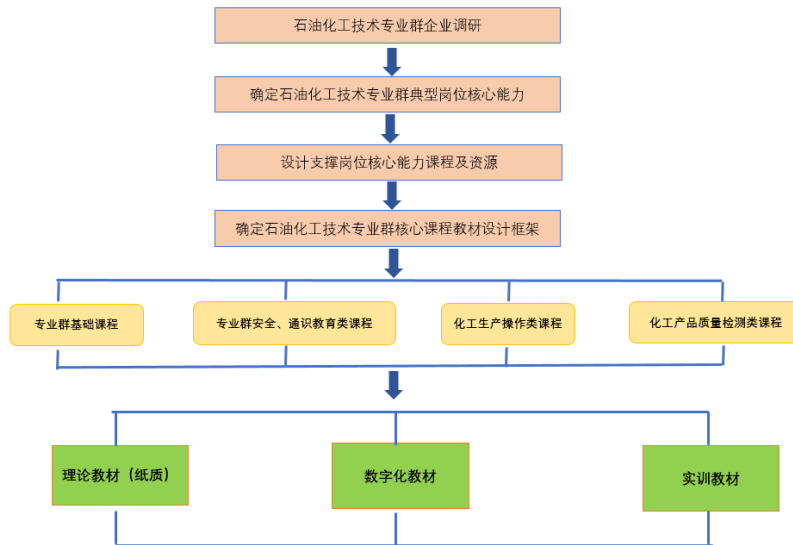 石油化工技术专业群企业调研
确定石油化工技术专业群典型岗位核心能力
设计支撑岗位核心能力课程及资源
确定石油化工技术专业群核心课程教材设计框架
专业群基础课程
专业群安全、通识教育类课程
化工生产操作类课程
化工产品质量检测类课程
理论教材（纸质）
数字化教材
实训教材